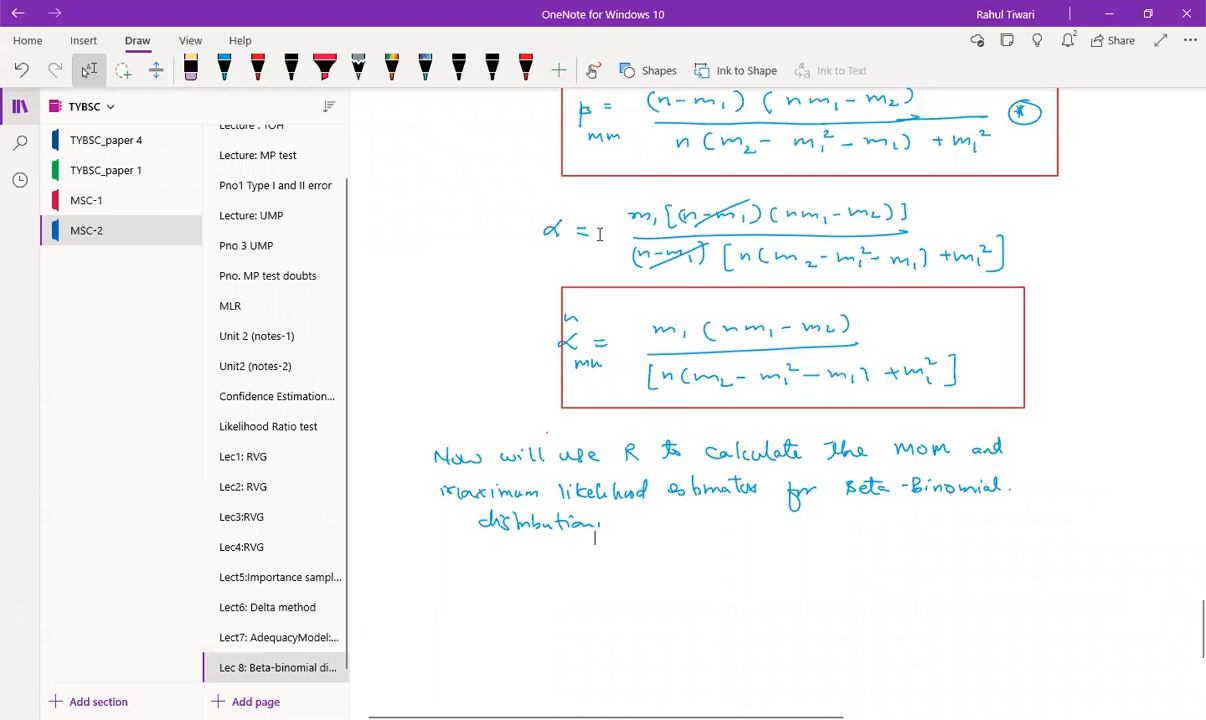 OneNote for Windows 10
Rahul Tiwari
Home Insert Draw View Help
Share
Shapes
Ink to Shape
Ink to Text
TYBSC
TYBSC_paper 4
TYBSC_paper 1
MSC-1
MSC-2
Add section
Lecture : TOH
Lecture: MP test
Pno1 Type I and II error
Lecture: UMP
Pno 3 UMP
Pno. MP test doubts
MLR
Unit 2 (notes-1)
Unit2 (notes-2)
Confidence Estimation...
Likelihood Ratio test
Lec1: RVG
Lec2: RVG
Lec3:RVG
Lec4:RVG
Lect5:Importance sampl...
Lect6: Delta method
Lect7: AdequacyModel:...
Lec 8: Beta-binomial di...
Add page
β =
mm
(n-m₁) (nm₁-m₂)
n(m₂- m₁²-m₁) +m₁²
*
α =
m₁[(n-m₁)(nm₁-m₂)]
(n-m₁) [n(m₂-m₁²-m₁)+m₁²]
α =
m₁ (nm₁-m₂)
[n(m₂- m₁²-m₁) +m₁²]
Now will use R to calculate the MOM and
maximum likelihood estimates for Beta-Binomial.
distribution.